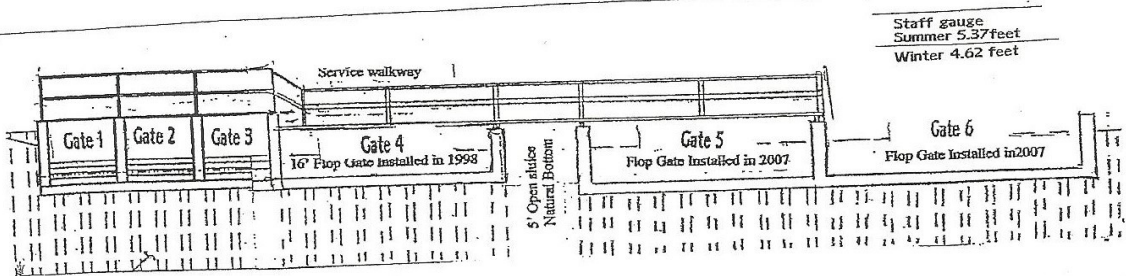 Staff gauge
Summer 5.37feet
Winter 4.62 feet
Service walkway
Gate 1
Gate 2
Gate 3
Gate 4
16' Flop Gate Installed in 1998
5' Open sluice
Natural Bottom
Gate 5
Flop Gate Installed in 2007
Gate 6
Flop Gate Installed in2007